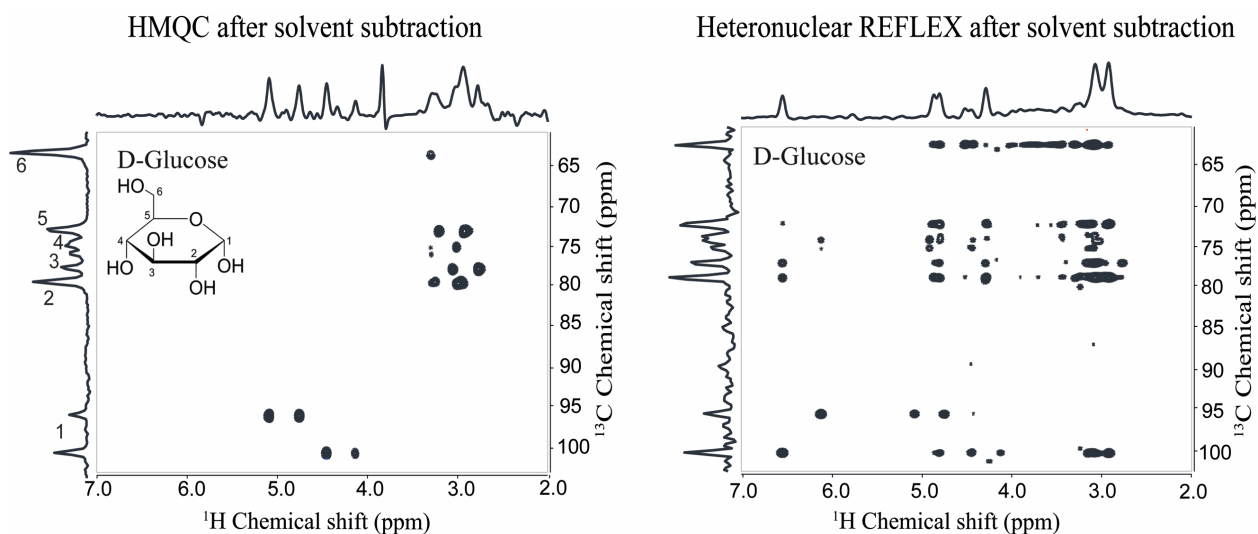 HMQC after solvent subtraction
D-Glucose
HO
6
5
O
4
OH
1
HO
3
2
OH
OH
6
5
4
3
2
1
65
70
75
80
85
90
95
100
¹³C Chemical shift (ppm)
7.0 6.0 5.0 4.0 3.0 2.0
¹H Chemical shift (ppm)
Heteronuclear REFLEX after solvent subtraction
D-Glucose
65
70
75
80
85
90
95
100
¹³C Chemical shift (ppm)
7.0 6.0 5.0 4.0 3.0 2.0
¹H Chemical shift (ppm)